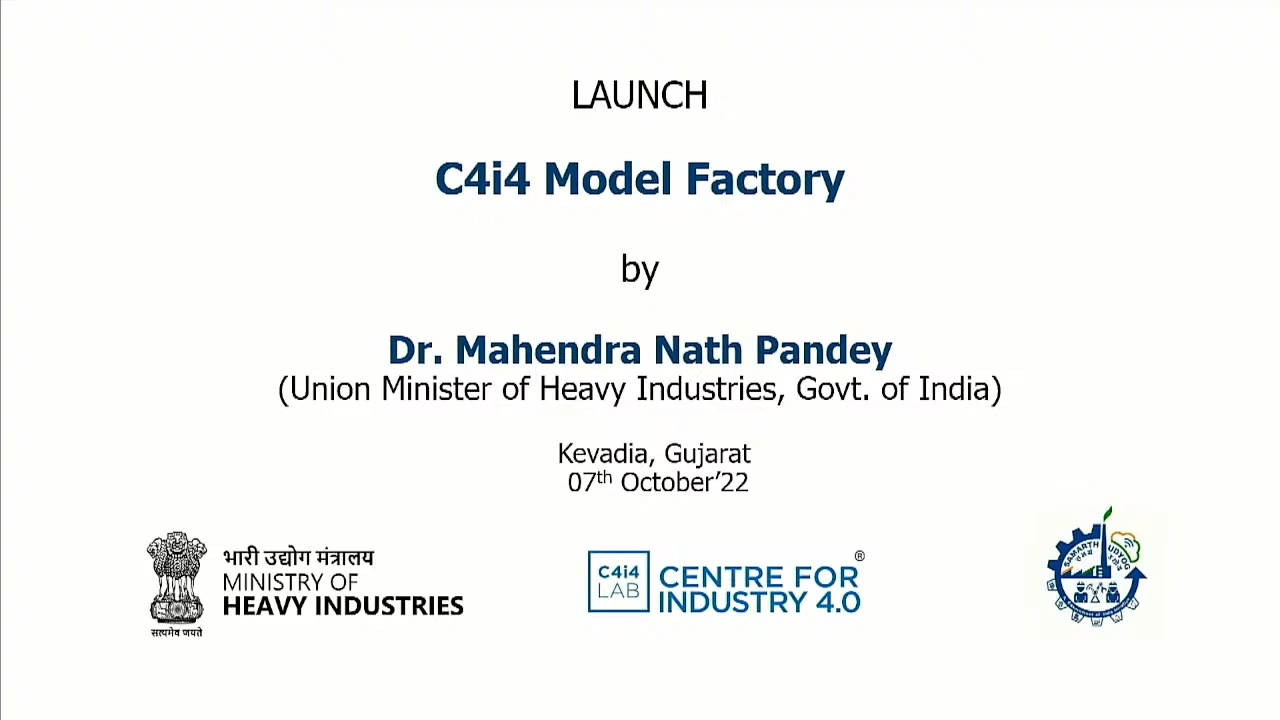 LAUNCH
C4i4 Model Factory
by
Dr. Mahendra Nath Pandey
(Union Minister of Heavy Industries, Govt. of India)
Kevadia, Gujarat
07th October'22
भारी उद्योग मंत्रालय
MINISTRY OF
HEAVY INDUSTRIES
सत्यमेव जयते
C4i4
LAB
CENTRE FOR
INDUSTRY 4.0
®
SAMARTH UDYOG